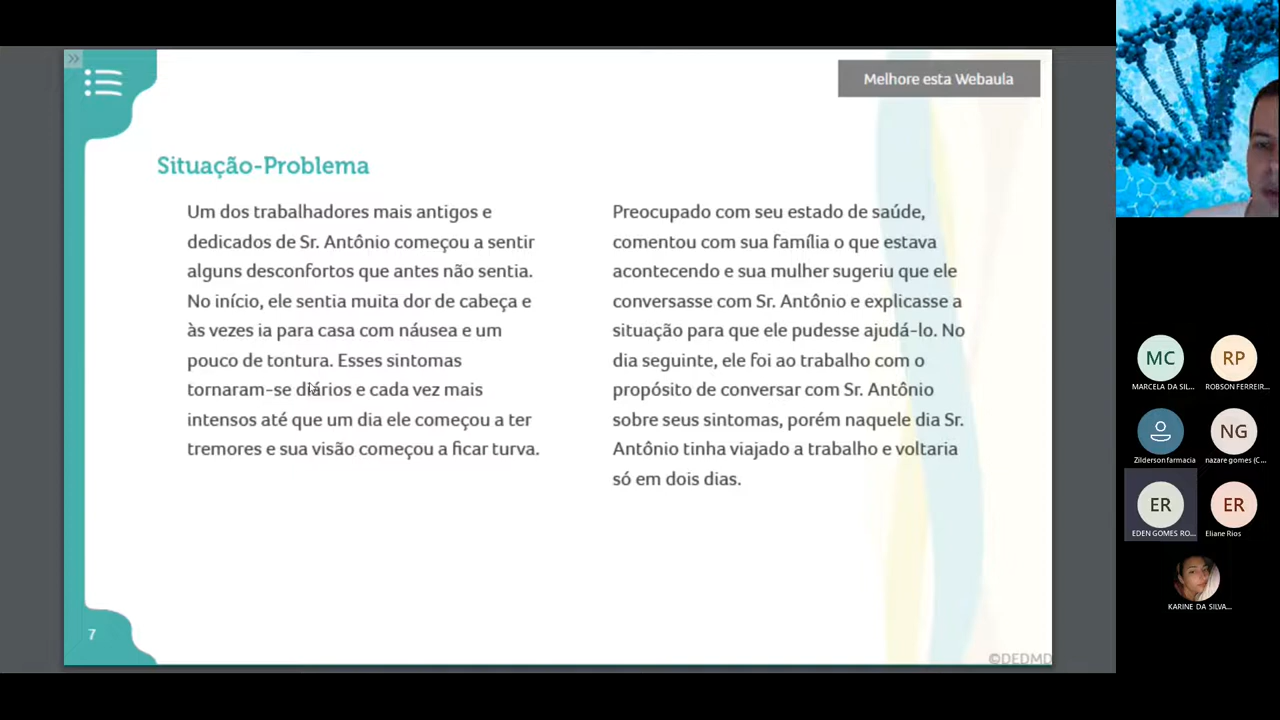 Melhore esta Webaula
Situação-Problema
Um dos trabalhadores mais antigos e
dedicados de Sr. Antônio começou a sentir
alguns desconfortos que antes não sentia.
No início, ele sentia muita dor de cabeça e
às vezes ia para casa com náusea e um
pouco de tontura. Esses sintomas
tornaram-se diários e cada vez mais
intensos até que um dia ele começou a ter
tremores e sua visão começou a ficar turva.
Preocupado com seu estado de saúde,
comentou com sua família o que estava
acontecendo e sua mulher sugeriu que ele
conversasse com Sr. Antônio e explicasse a
situação para que ele pudesse ajudá-lo. No
dia seguinte, ele foi ao trabalho com o
propósito de conversar com Sr. Antônio
sobre seus sintomas, porém naquele dia Sr.
Antônio tinha viajado a trabalho e voltaria
só em dois dias.
7
©DEDMD
MC
MARCELA DA SIL...
RP
ROBSON FERREIR...
Zilderson farmacia
NG
nazare gomes (C...
ER
EDEN GOMES RO...
ER
Eliane Rios
KARINE DA SILVA...